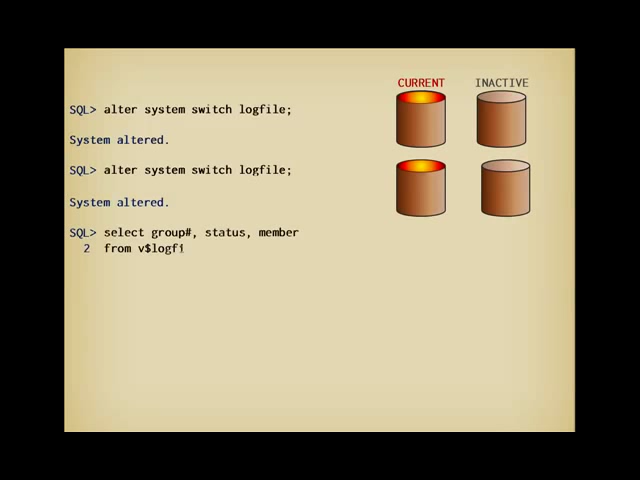 CURRENT INACTIVE
SQL> alter system switch logfile;
System altered.
SQL> alter system switch logfile;
System altered.
SQL> select group#, status, member
2 from v$logfi